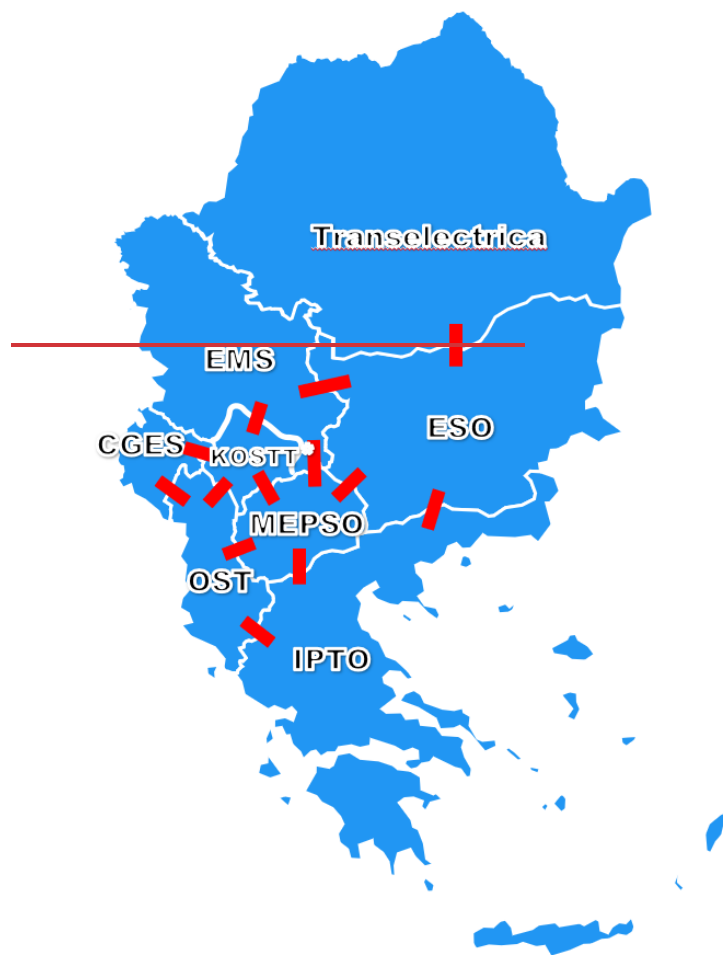 Transelectrica
EMS
ESO
CGES
KOSTT
MEPSO
OST
IPTO